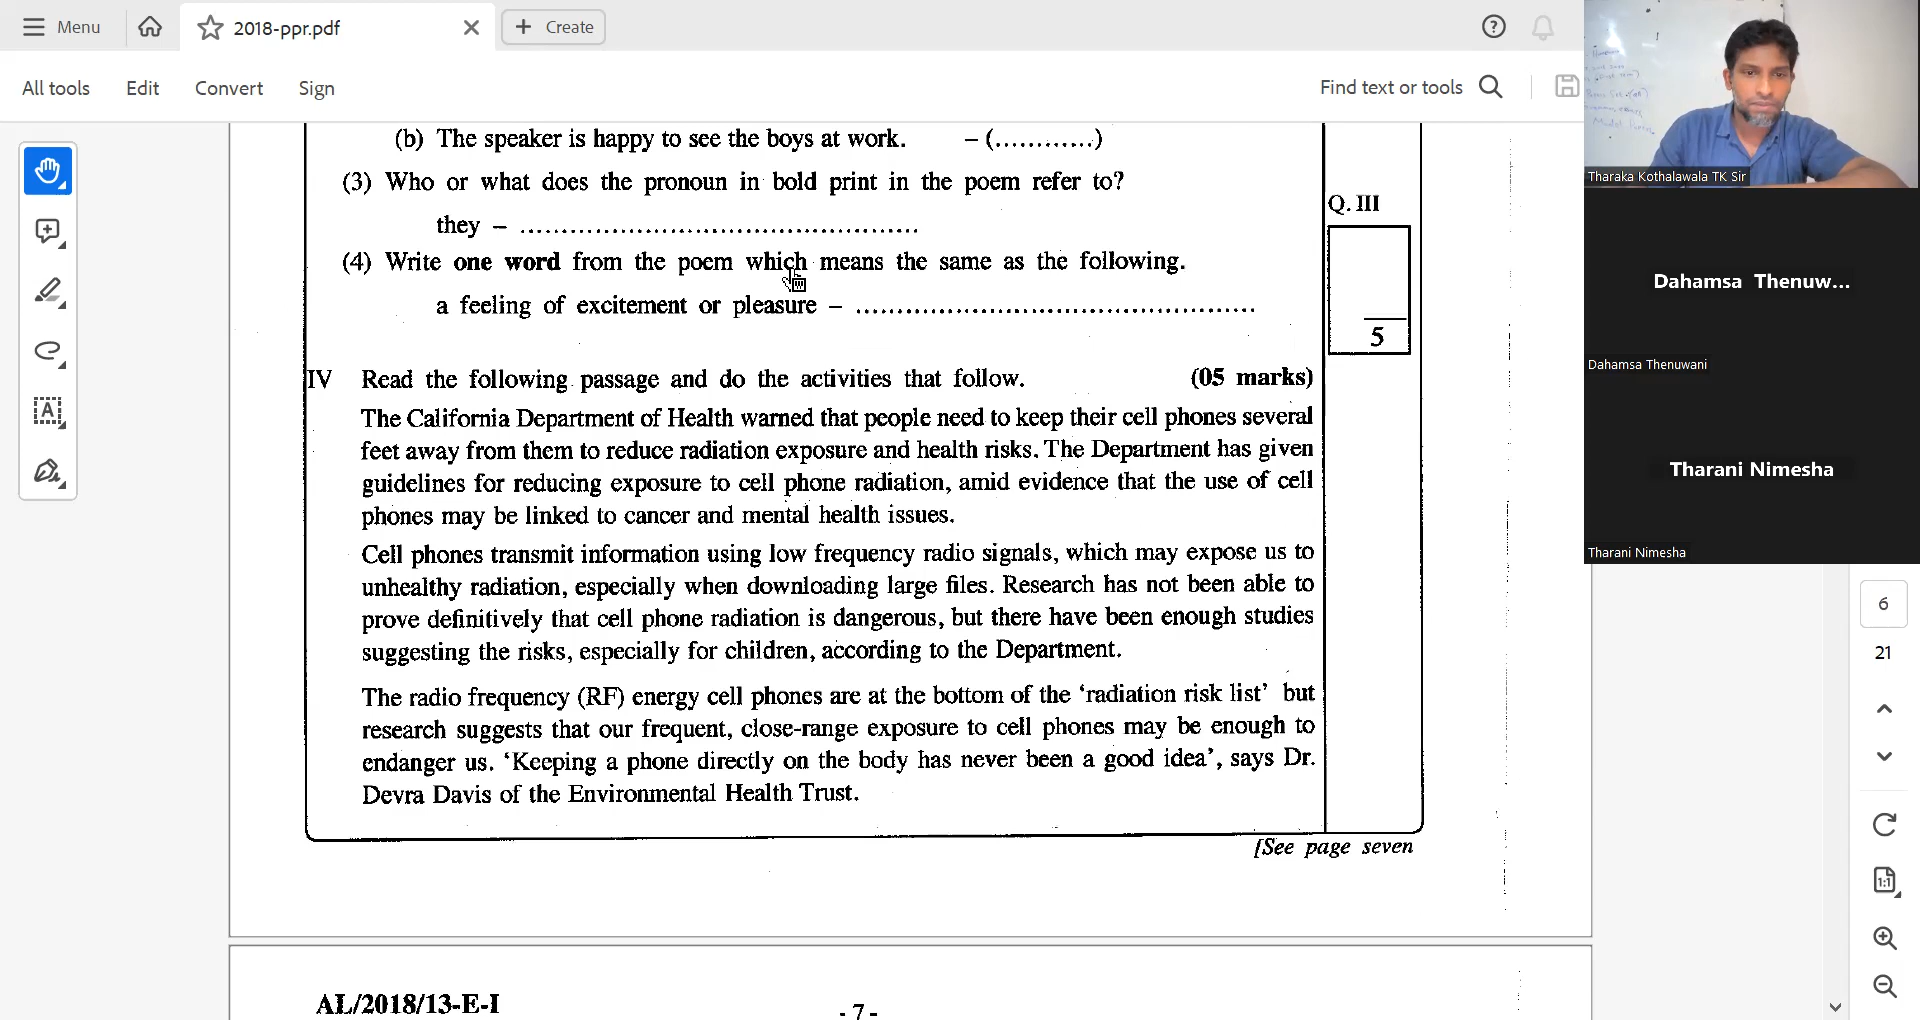 Menu
2018-ppr.pdf
Create
All tools
Edit
Convert
Sign
Find text or tools
(b) The speaker is happy to see the boys at work. – (............)
(3) Who or what does the pronoun in bold print in the poem refer to?
they – ................................................
(4) Write one word from the poem which means the same as the following.
a feeling of excitement or pleasure – ................................................
Q. III
5
IV Read the following passage and do the activities that follow. (05 marks)
The California Department of Health warned that people need to keep their cell phones several
feet away from them to reduce radiation exposure and health risks. The Department has given
guidelines for reducing exposure to cell phone radiation, amid evidence that the use of cell
phones may be linked to cancer and mental health issues.
Cell phones transmit information using low frequency radio signals, which may expose us to
unhealthy radiation, especially when downloading large files. Research has not been able to
prove definitively that cell phone radiation is dangerous, but there have been enough studies
suggesting the risks, especially for children, according to the Department.
The radio frequency (RF) energy cell phones are at the bottom of the ‘radiation risk list’ but
research suggests that our frequent, close-range exposure to cell phones may be enough to
endanger us. ‘Keeping a phone directly on the body has never been a good idea’, says Dr.
Devra Davis of the Environmental Health Trust.
[See page seven
AL/2018/13-E-I
- 7 -
Tharaka Kothalawala TK Sir
Dahamsa Thenuw...
Dahamsa Thenuwani
Tharani Nimesha
Tharani Nimesha
6
21
1:1